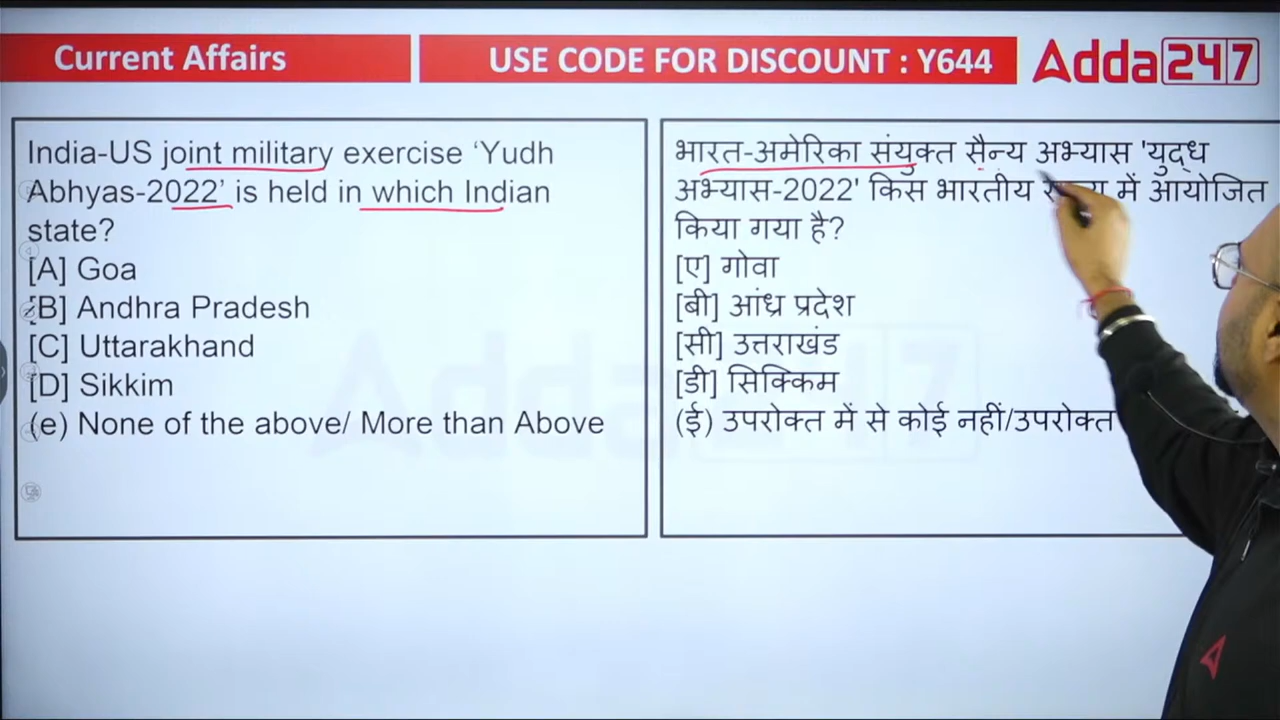 Current Affairs
USE CODE FOR DISCOUNT : Y644
Adda247
India-US joint military exercise ‘Yudh
Abhyas-2022’ is held in which Indian
state?
[A] Goa
[B] Andhra Pradesh
[C] Uttarakhand
[D] Sikkim
(e) None of the above/ More than Above
भारत-अमेरिका संयुक्त सैन्य अभ्यास 'युद्ध
अभ्यास-2022' किस भारतीय में आयोजित
किया गया है?
[ए] गोवा
[बी] आंध्र प्रदेश
[सी] उत्तराखंड
[डी] सिक्किम
(ई) उपरोक्त में से कोई नहीं/उपरोक्त